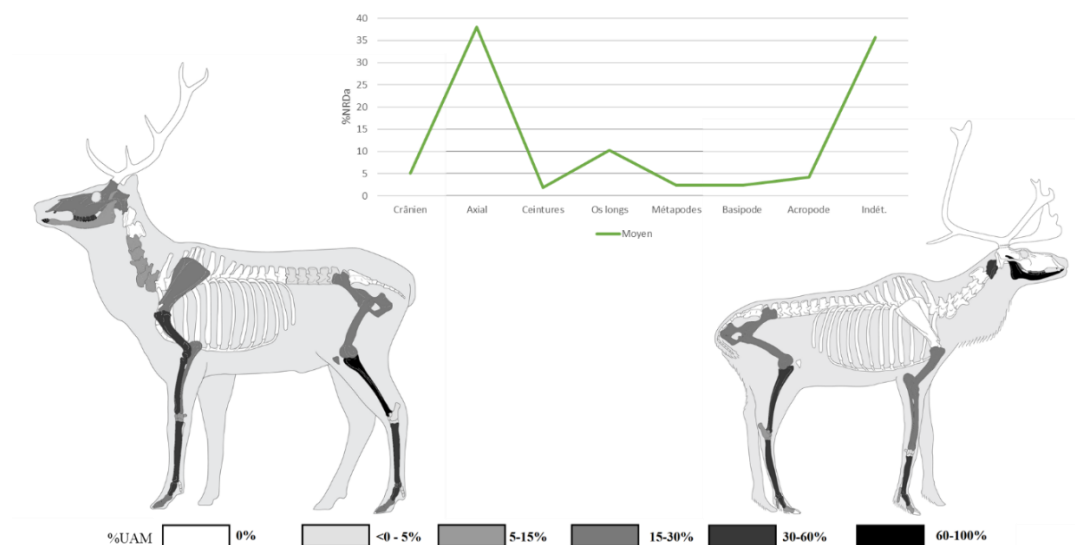 40
35
30
25
20
15
10
5
0
%NRDa
Crânien Axial Ceintures Os longs Métapodes Basipode Acropode Indét.
Moyen
%UAM 0% <0 - 5% 5-15% 15-30% 30-60% 60-100%